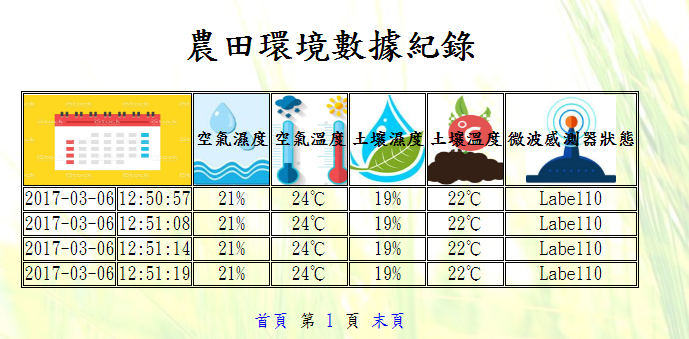 農田環境數據紀錄
空氣濕度 空氣溫度 土壤濕度 土壤溫度 微波感測器狀態
2017-03-06 12:50:57 21% 24℃ 19% 22℃ Label10
2017-03-06 12:51:08 21% 24℃ 19% 22℃ Label10
2017-03-06 12:51:14 21% 24℃ 19% 22℃ Label10
2017-03-06 12:51:19 21% 24℃ 19% 22℃ Label10
首頁 第 1 頁 末頁